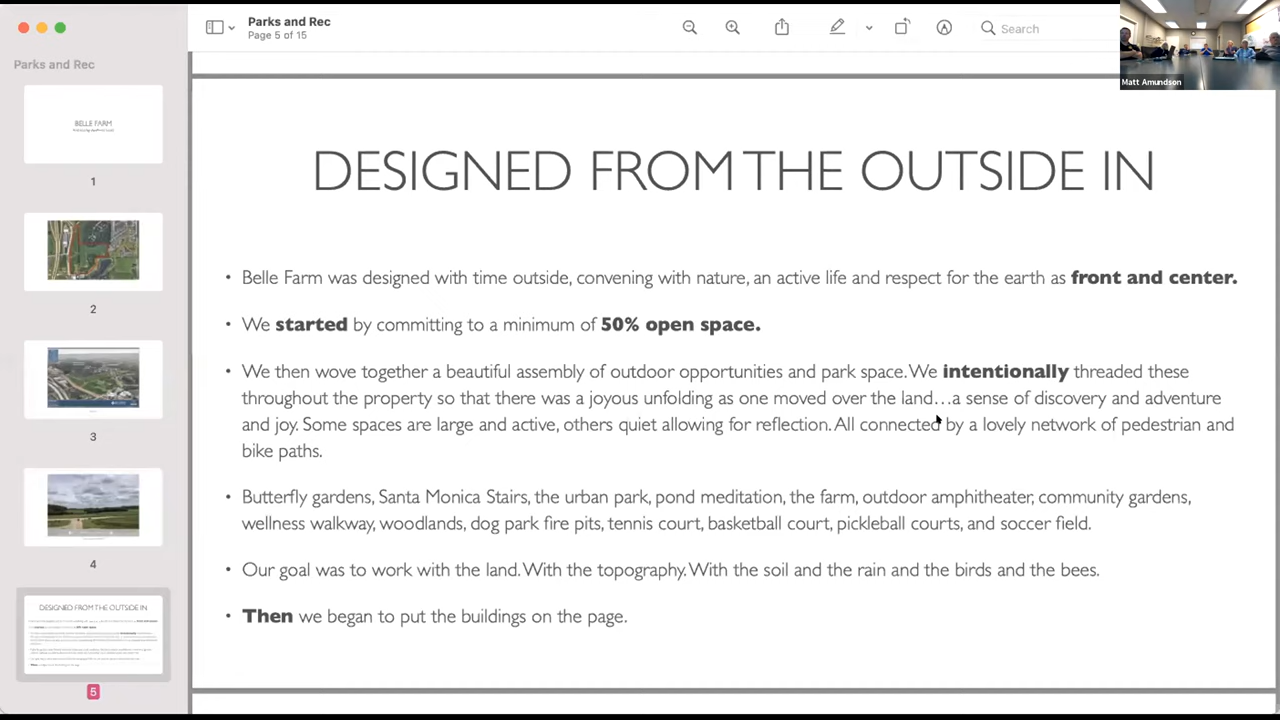 Parks and Rec
Page 5 of 15
Search
Matt Amundson
Parks and Rec
BELLE FARM
1
2
3
4
DESIGNED FROM THE OUTSIDE IN
5
DESIGNED FROM THE OUTSIDE IN
• Belle Farm was designed with time outside, convening with nature, an active life and respect for the earth as front and center.
• We started by committing to a minimum of 50% open space.
• We then wove together a beautiful assembly of outdoor opportunities and park space. We intentionally threaded these
throughout the property so that there was a joyous unfolding as one moved over the land…a sense of discovery and adventure
and joy. Some spaces are large and active, others quiet allowing for reflection. All connected by a lovely network of pedestrian and
bike paths.
• Butterfly gardens, Santa Monica Stairs, the urban park, pond meditation, the farm, outdoor amphitheater, community gardens,
wellness walkway, woodlands, dog park fire pits, tennis court, basketball court, pickleball courts, and soccer field.
• Our goal was to work with the land. With the topography. With the soil and the rain and the birds and the bees.
• Then we began to put the buildings on the page.